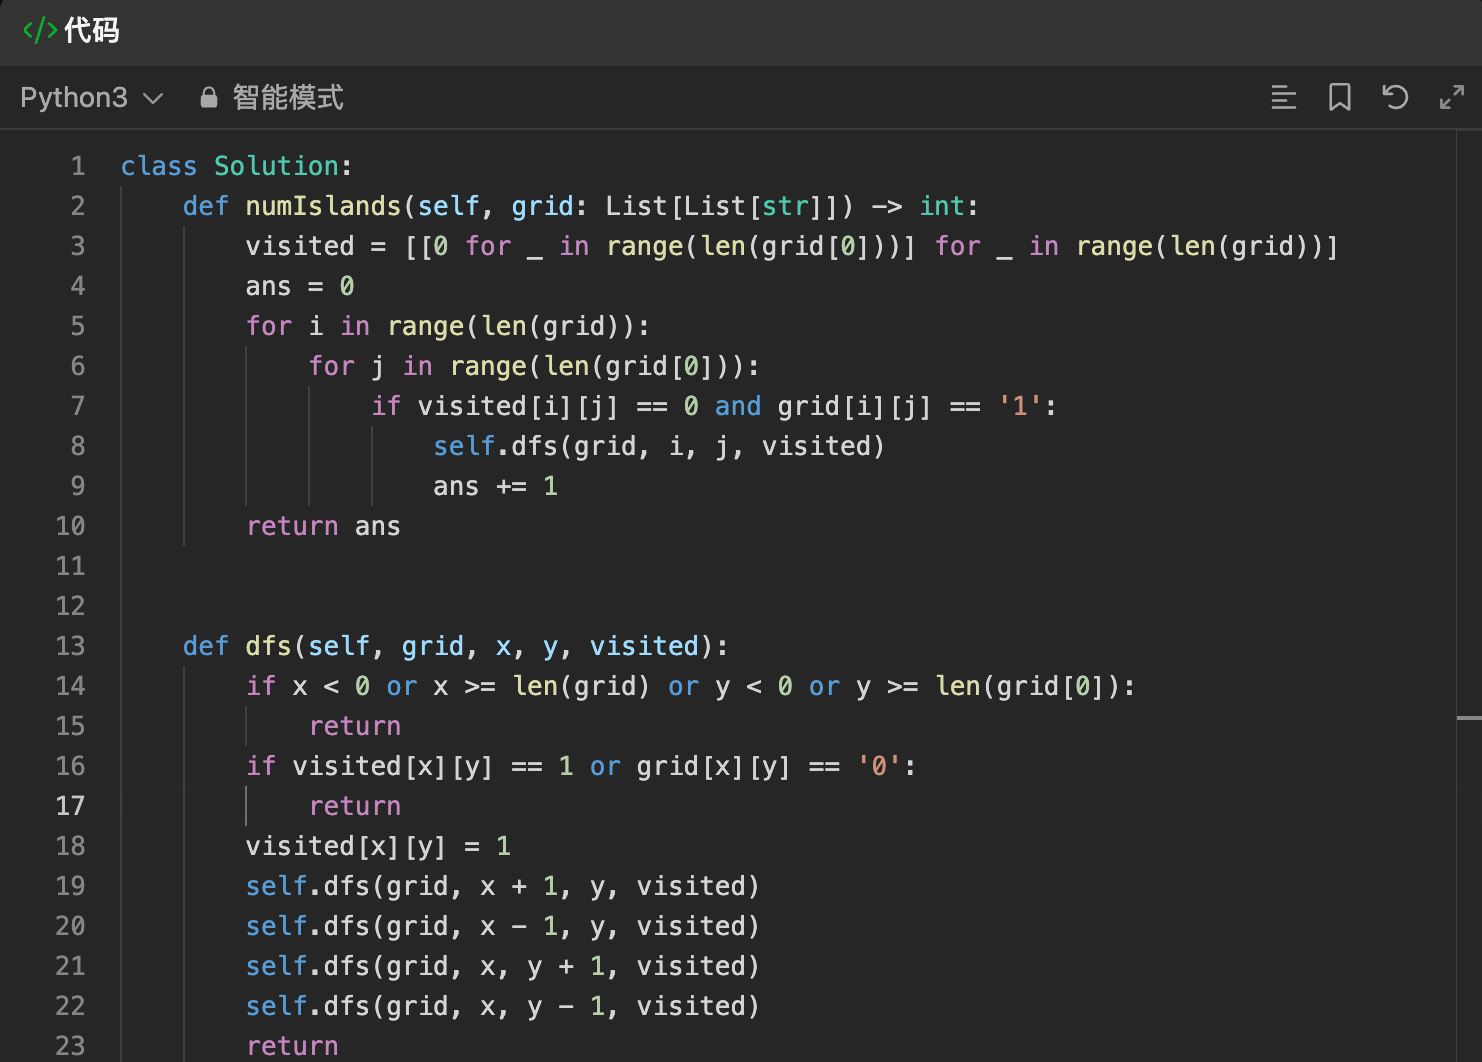 </> 代码
Python3 智能模式
1 class Solution:
2     def numIslands(self, grid: List[List[str]]) -> int:
3         visited = [[0 for _ in range(len(grid[0]))] for _ in range(len(grid))]
4         ans = 0
5         for i in range(len(grid)):
6             for j in range(len(grid[0])):
7                 if visited[i][j] == 0 and grid[i][j] == '1':
8                     self.dfs(grid, i, j, visited)
9                     ans += 1
10         return ans
11
12
13     def dfs(self, grid, x, y, visited):
14         if x < 0 or x >= len(grid) or y < 0 or y >= len(grid[0]):
15             return
16         if visited[x][y] == 1 or grid[x][y] == '0':
17             return
18         visited[x][y] = 1
19         self.dfs(grid, x + 1, y, visited)
20         self.dfs(grid, x - 1, y, visited)
21         self.dfs(grid, x, y + 1, visited)
22         self.dfs(grid, x, y - 1, visited)
23         return